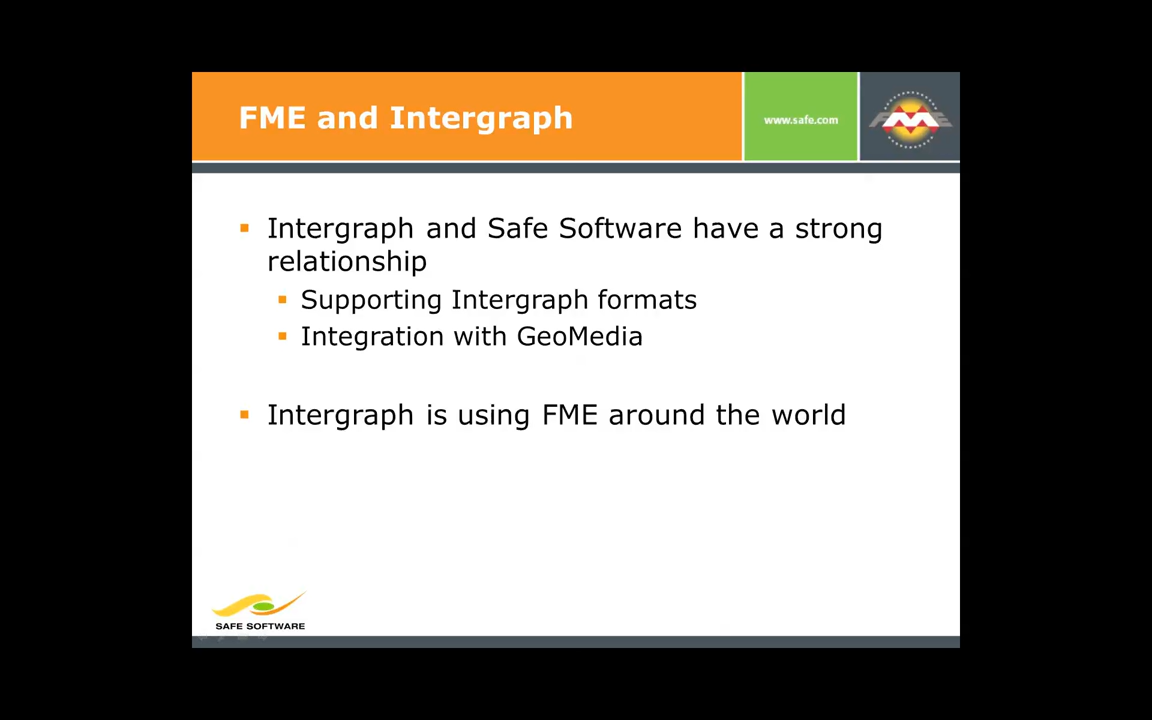 FME and Intergraph
www.safe.com
FME
Intergraph and Safe Software have a strong
relationship
Supporting Intergraph formats
Integration with GeoMedia
Intergraph is using FME around the world
SAFE SOFTWARE